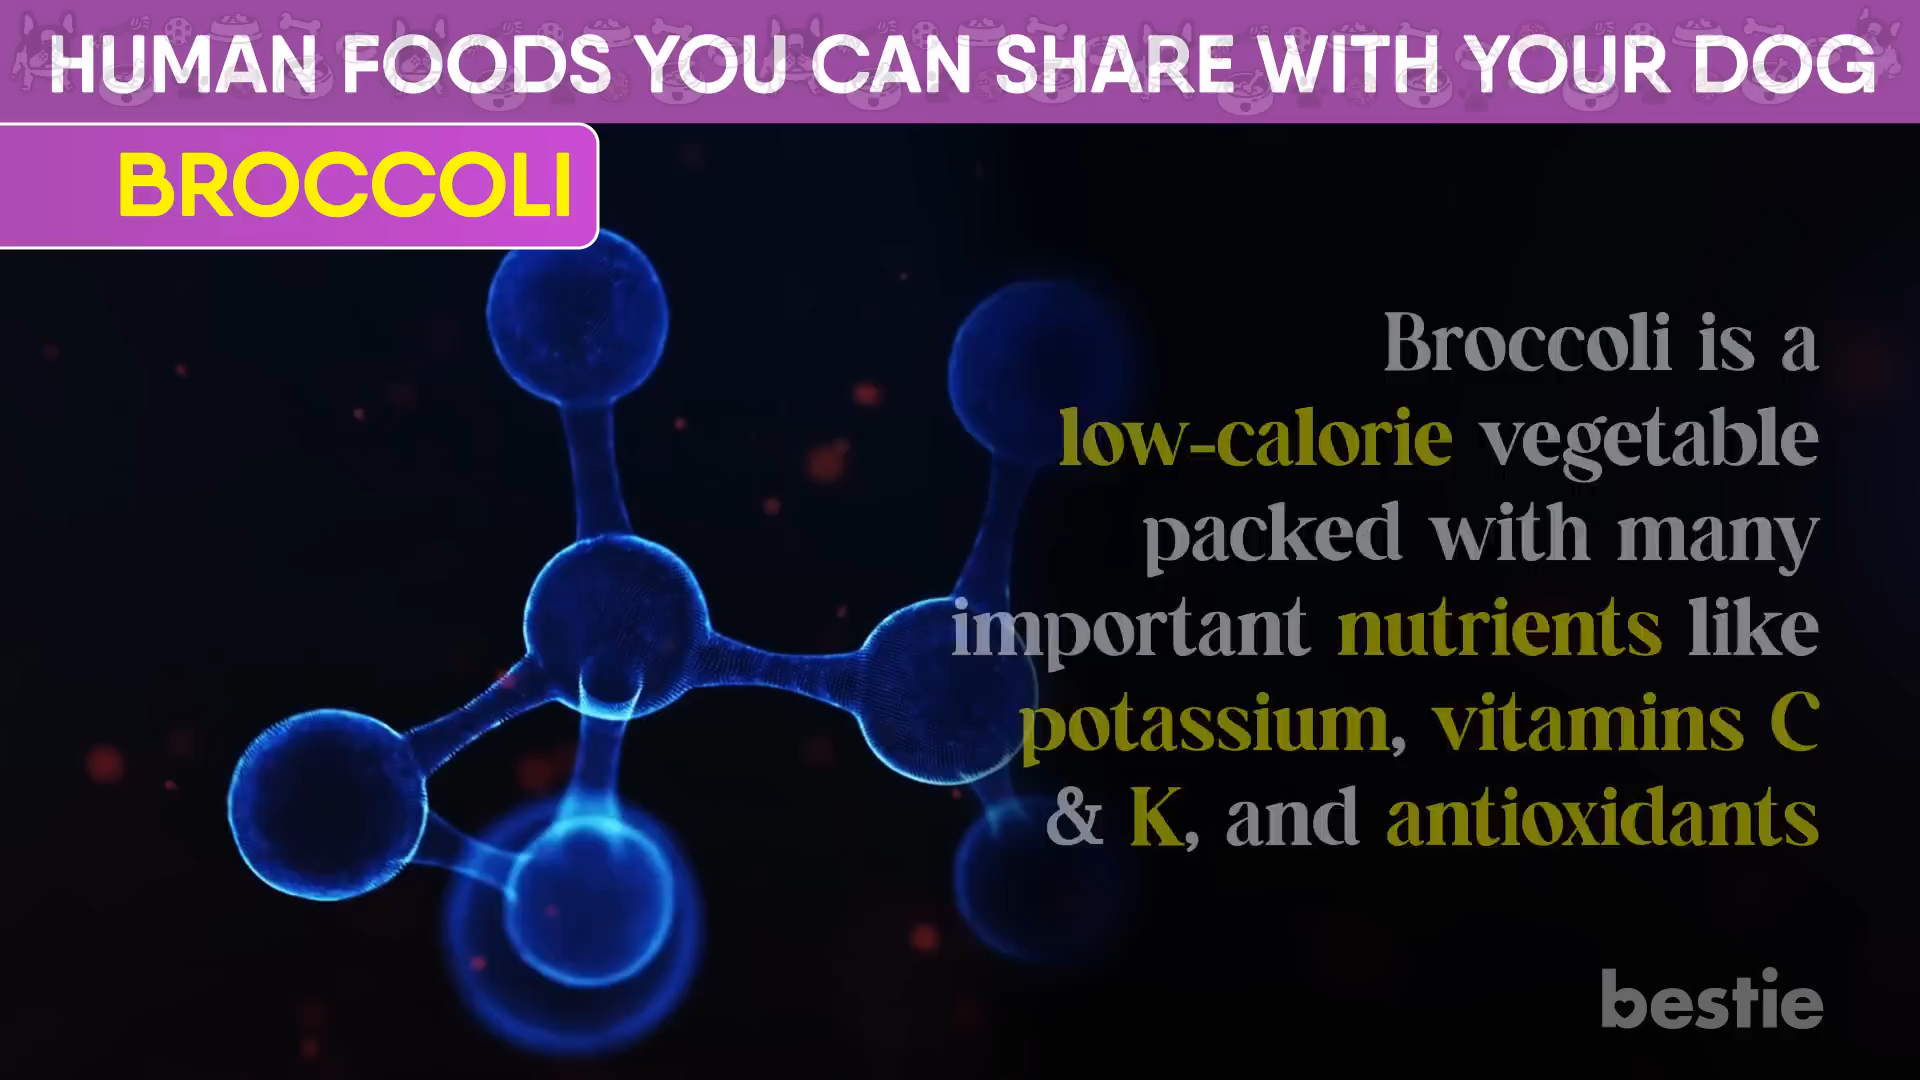 HUMAN FOODS YOU CAN SHARE WITH YOUR DOG
BROCCOLI
Broccoli is a
low-calorie vegetable
packed with many
important nutrients like
potassium, vitamins C
& K, and antioxidants
bestie